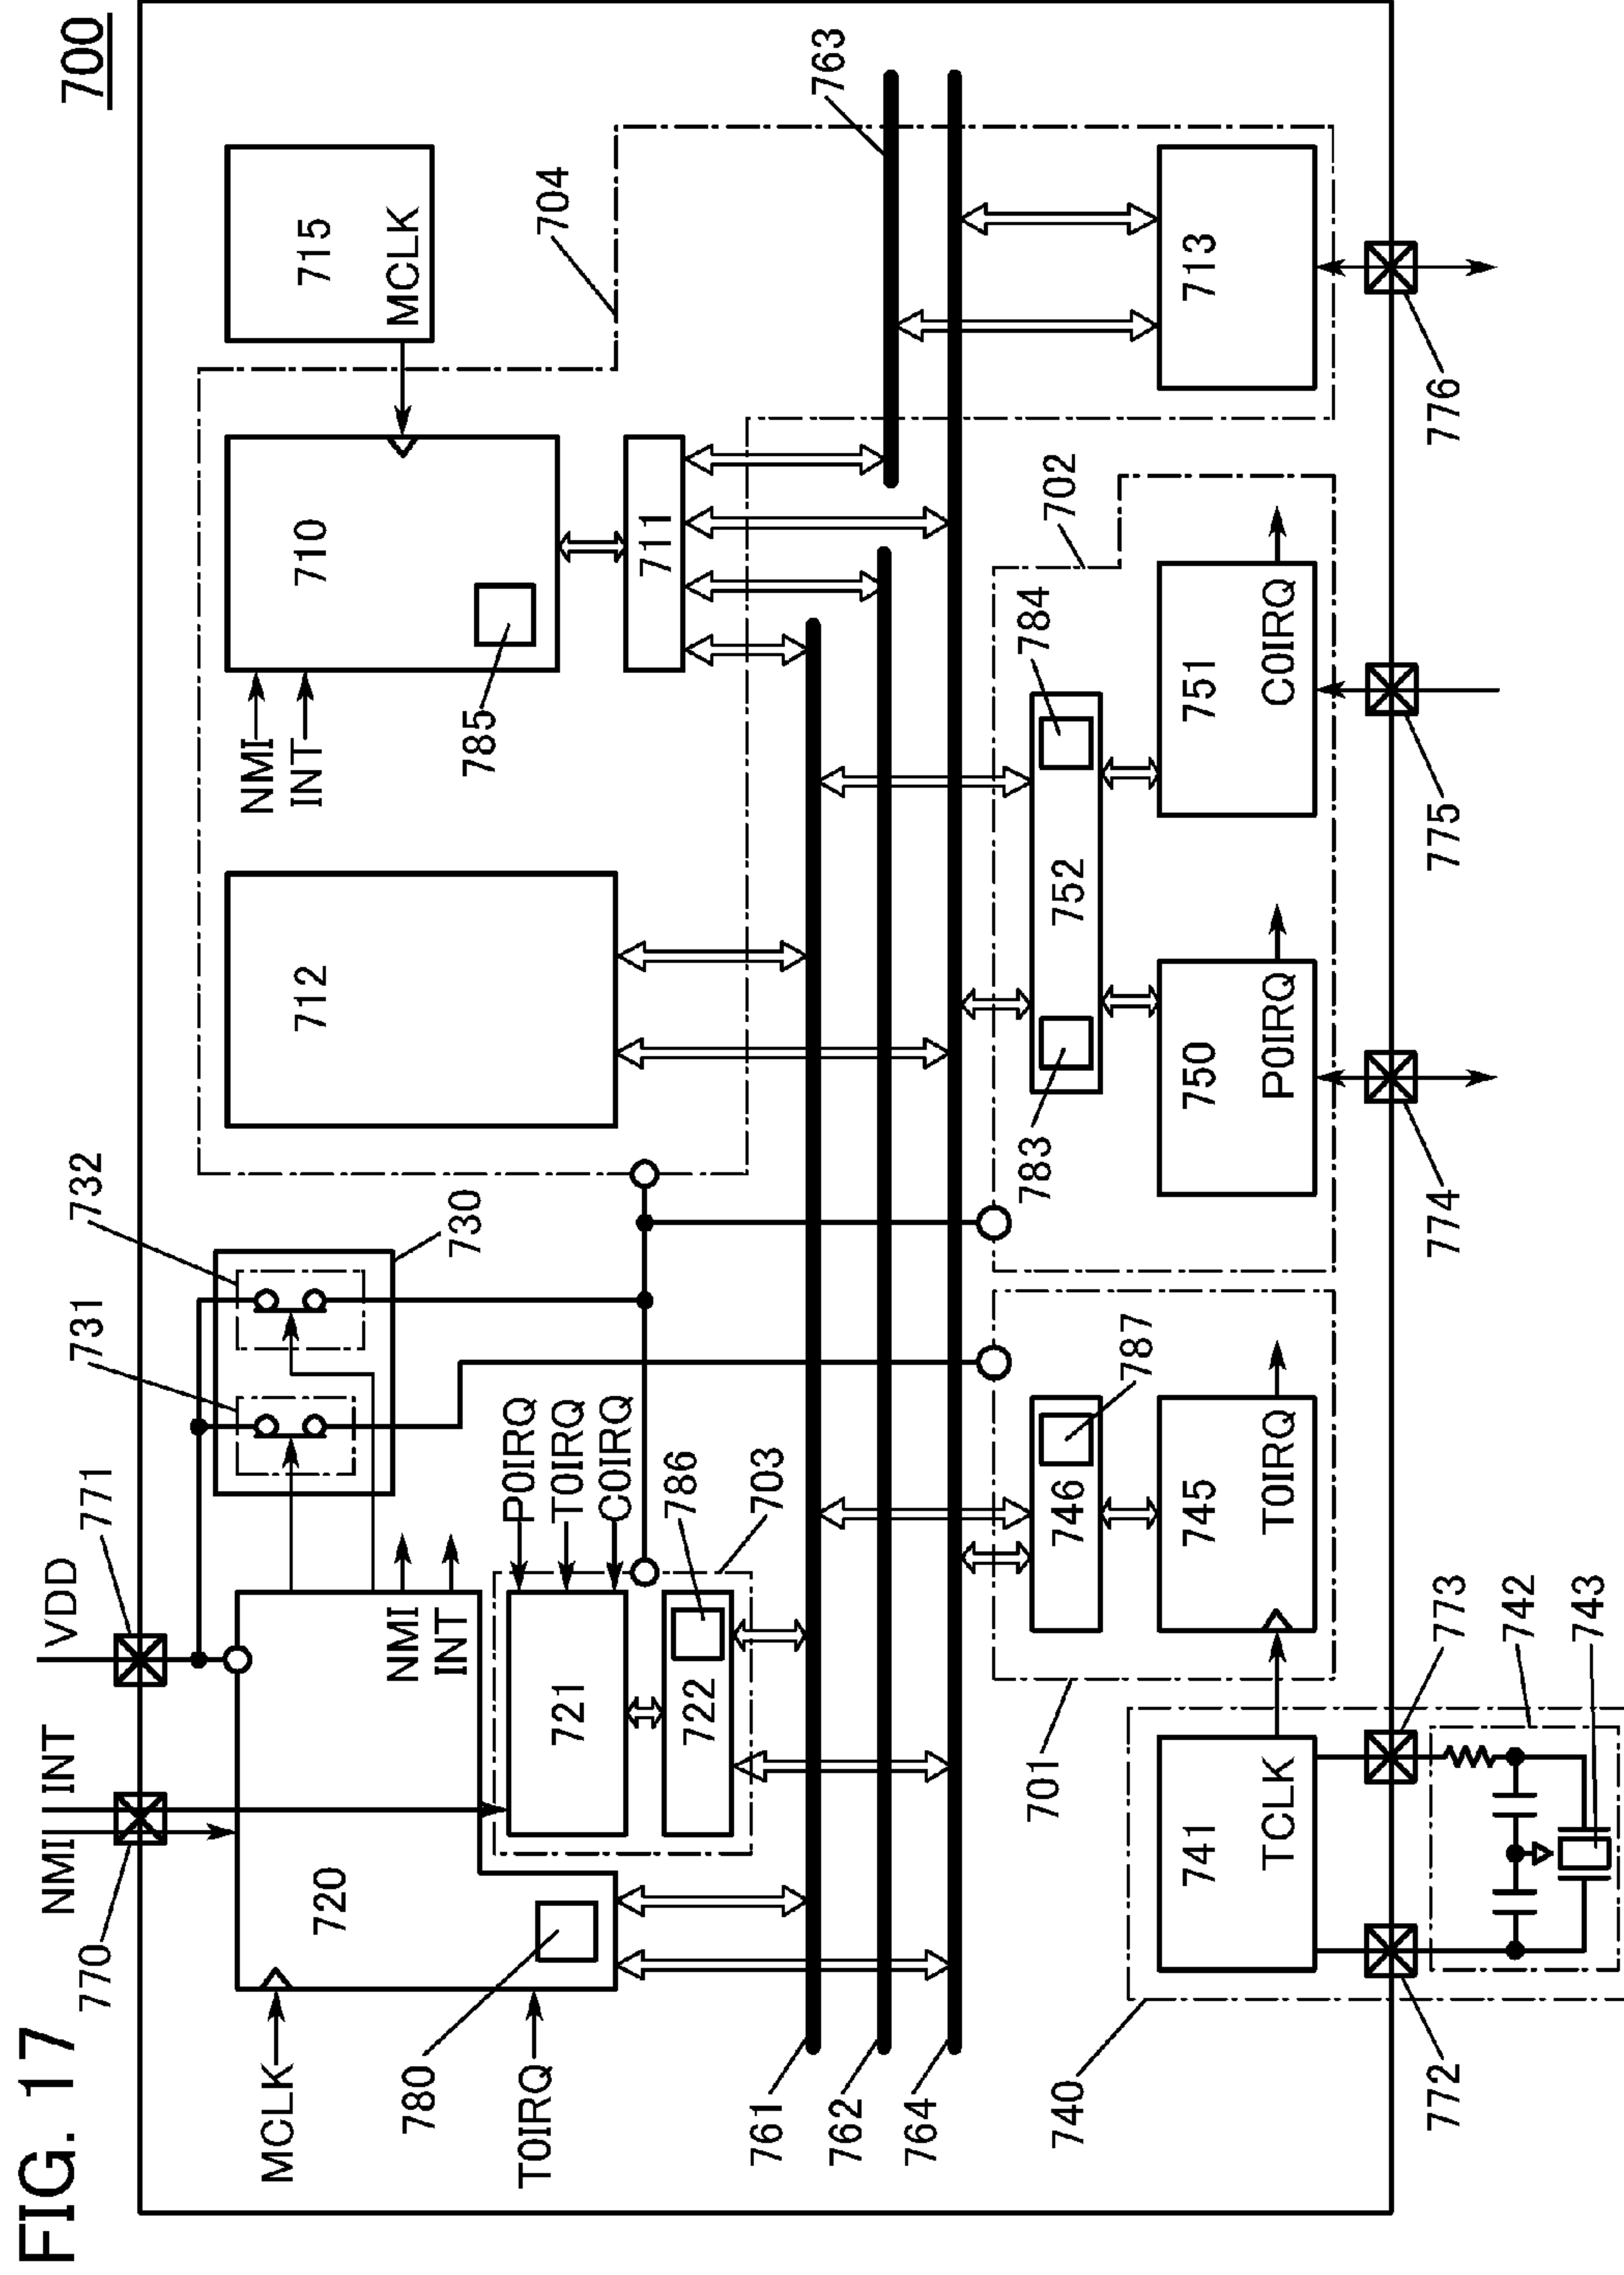 FIG. 17
700
NMI
INT
VDD
770
771
731
732
MCLK
720
NMI
INT
780
T0IRQ
730
P0IRQ
T0IRQ
C0IRQ
721
722
786
703
712
NMI
INT
710
785
711
715
MCLK
704
763
761
762
764
740
701
741
TCLK
746
787
745
T0IRQ
702
783
752
784
750
P0IRQ
751
C0IRQ
713
772
773
742
743
774
775
776